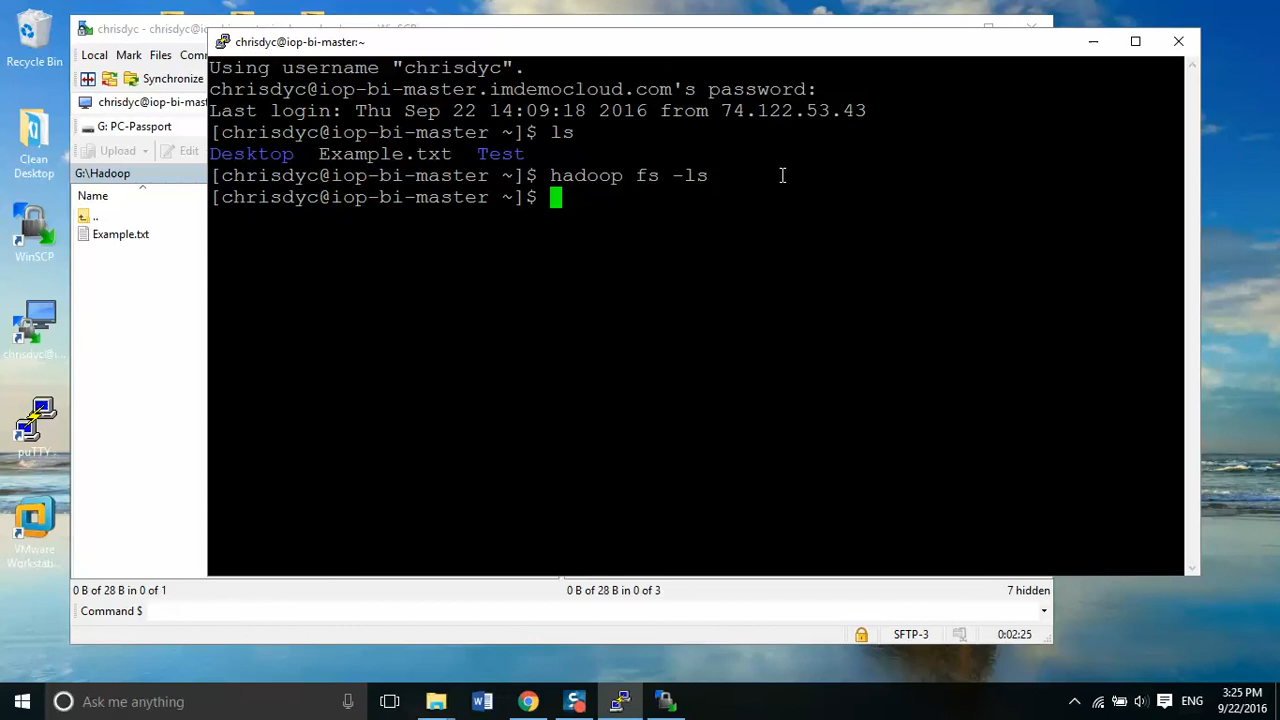 Recycle Bin
Clean
Desktop
WinSCP
chrisdyc@i...
puTTY
VMware
Workstati...
chrisdyc@iop-bi-master:~
Local Mark Files Comm
Synchronize
chrisdyc@iop-bi-mast
G: PC-Passport
Upload Edit
G:\Hadoop
Name
..
Example.txt
Using username "chrisdyc".
chrisdyc@iop-bi-master.imdemocloud.com's password:
Last login: Thu Sep 22 14:09:18 2016 from 74.122.53.43
[chrisdyc@iop-bi-master ~]$ ls
Desktop Example.txt Test
[chrisdyc@iop-bi-master ~]$ hadoop fs -ls
[chrisdyc@iop-bi-master ~]$
0 B of 28 B in 0 of 1
0 B of 0 B in 0 of 3
7 hidden
Command $
SFTP-3
0:02:25
Ask me anything
ENG
3:25 PM
9/22/2016